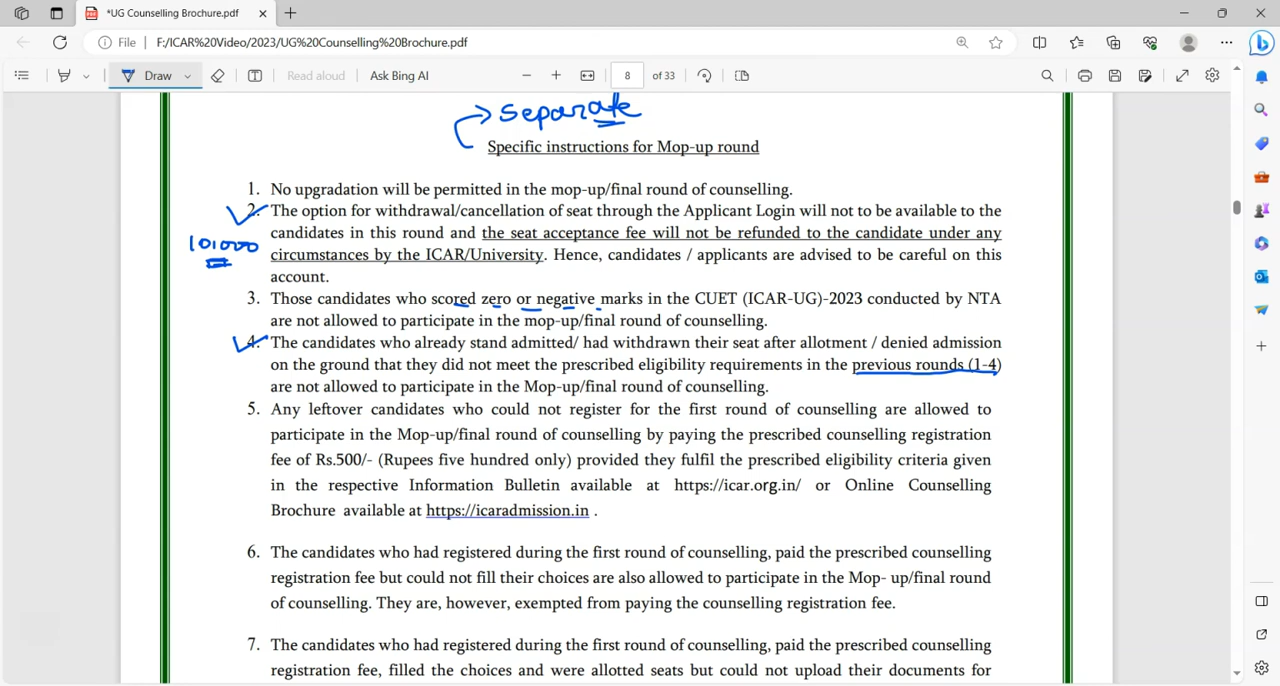 *UG Counselling Brochure.pdf
File F:/ICAR%20Video/2023/UG%20Counselling%20Brochure.pdf
Draw Read aloud Ask Bing AI 8 of 33
separate
Specific instructions for Mop-up round
1. No upgradation will be permitted in the mop-up/final round of counselling.
2. The option for withdrawal/cancellation of seat through the Applicant Login will not to be available to the
candidates in this round and the seat acceptance fee will not be refunded to the candidate under any
circumstances by the ICAR/University. Hence, candidates / applicants are advised to be careful on this
account.
3. Those candidates who scored zero or negative marks in the CUET (ICAR-UG)-2023 conducted by NTA
are not allowed to participate in the mop-up/final round of counselling.
4. The candidates who already stand admitted/ had withdrawn their seat after allotment / denied admission
on the ground that they did not meet the prescribed eligibility requirements in the previous rounds (1-4)
are not allowed to participate in the Mop-up/final round of counselling.
5. Any leftover candidates who could not register for the first round of counselling are allowed to
participate in the Mop-up/final round of counselling by paying the prescribed counselling registration
fee of Rs.500/- (Rupees five hundred only) provided they fulfil the prescribed eligibility criteria given
in the respective Information Bulletin available at https://icar.org.in/ or Online Counselling
Brochure available at https://icaradmission.in .
6. The candidates who had registered during the first round of counselling, paid the prescribed counselling
registration fee but could not fill their choices are also allowed to participate in the Mop- up/final round
of counselling. They are, however, exempted from paying the counselling registration fee.
7. The candidates who had registered during the first round of counselling, paid the prescribed counselling
registration fee, filled the choices and were allotted seats but could not upload their documents for